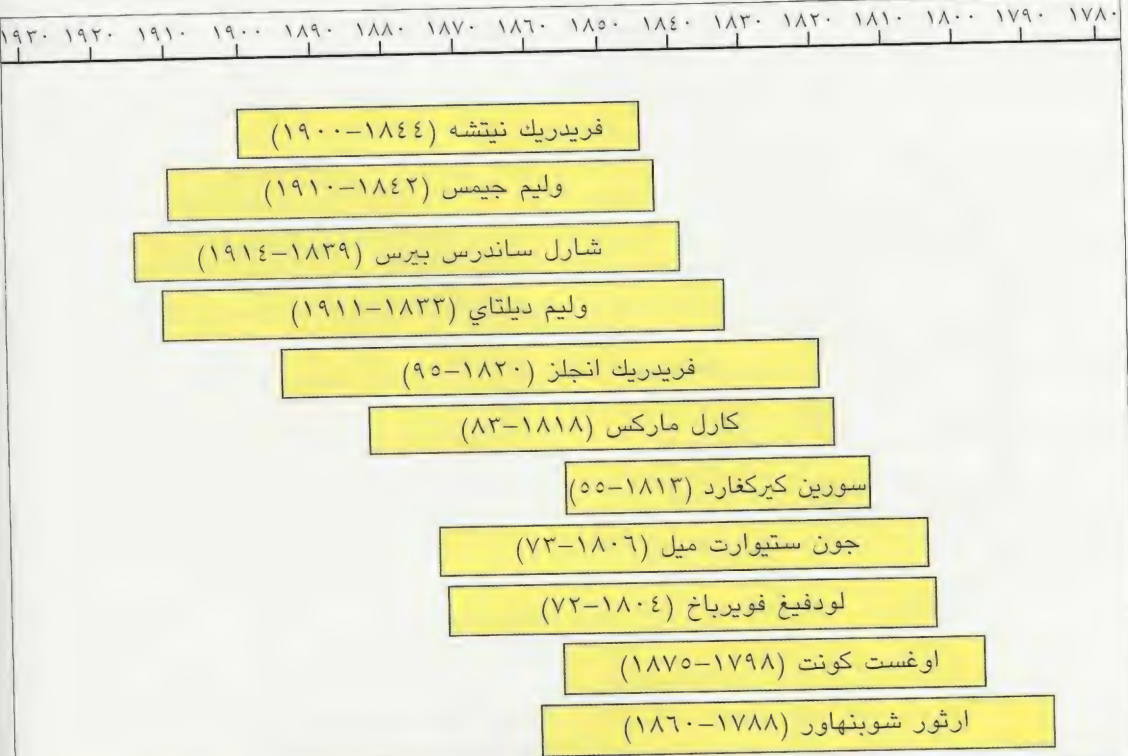 ١٧٨٠ ١٧٩٠ ١٨٠٠ ١٨١٠ ١٨٢٠ ١٨٣٠ ١٨٤٠ ١٨٥٠ ١٨٦٠ ١٨٧٠ ١٨٨٠ ١٨٩٠ ١٩٠٠ ١٩١٠ ١٩٢٠ ١٩٣٠
فريدريك نيتشه (١٨٤٤-١٩٠٠)
وليم جيمس (١٨٤٢-١٩١٠)
شارل ساندرس بيرس (١٨٣٩-١٩١٤)
وليم ديلتاي (١٨٣٣-١٩١١)
فريدريك انجلز (١٨٢٠-٩٥)
كارل ماركس (١٨١٨-٨٣)
سورين كيركغارد (١٨١٣-٥٥)
جون ستيوارت ميل (١٨٠٦-٧٣)
لودفيغ فويرباخ (١٨٠٤-٧٢)
اوغست كونت (١٧٩٨-١٨٧٥)
ارثور شوبنهاور (١٧٨٨-١٨٦٠)